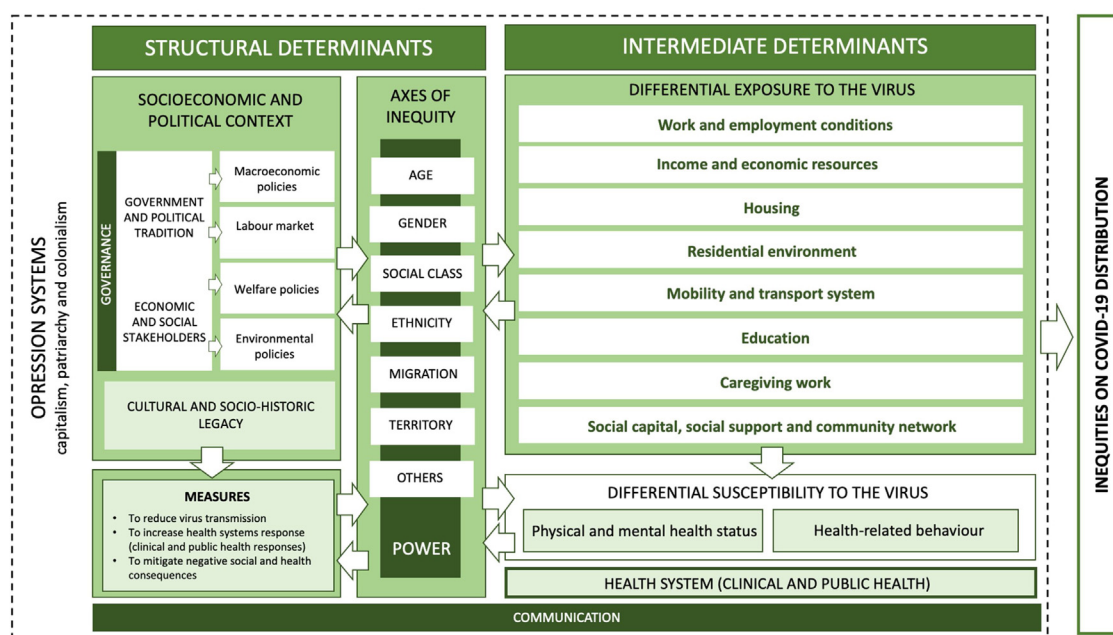 OPRESSION SYSTEMS
capitalism, patriarchy and colonialism
STRUCTURAL DETERMINANTS
SOCIOECONOMIC AND
POLITICAL CONTEXT
GOVERNANCE
GOVERNMENT
AND POLITICAL
TRADITION
ECONOMIC
AND SOCIAL
STAKEHOLDERS
Macroeconomic
policies
Labour market
Welfare policies
Environmental
policies
CULTURAL AND SOCIO-HISTORIC
LEGACY
MEASURES
• To reduce virus transmission
• To increase health systems response
(clinical and public health responses)
• To mitigate negative social and health
consequences
AXES OF
INEQUITY
AGE
GENDER
SOCIAL CLASS
ETHNICITY
MIGRATION
TERRITORY
OTHERS
POWER
INTERMEDIATE DETERMINANTS
DIFFERENTIAL EXPOSURE TO THE VIRUS
Work and employment conditions
Income and economic resources
Housing
Residential environment
Mobility and transport system
Education
Caregiving work
Social capital, social support and community network
DIFFERENTIAL SUSCEPTIBILITY TO THE VIRUS
Physical and mental health status
Health-related behaviour
HEALTH SYSTEM (CLINICAL AND PUBLIC HEALTH)
COMMUNICATION
INEQUITIES ON COVID-19 DISTRIBUTION